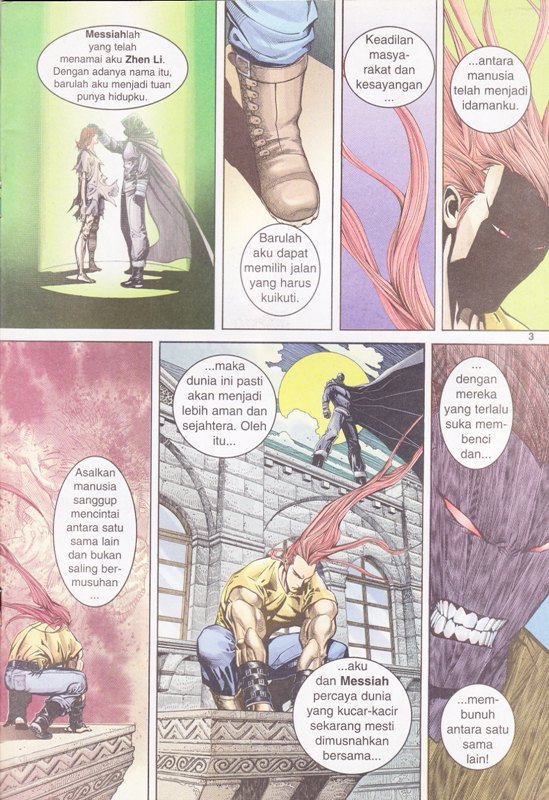 Messiahlah
yang telah
menamai aku Zhen Li.
Dengan adanya nama itu,
barulah aku menjadi tuan
punya hidupku.
Barulah
aku dapat
memilih jalan
yang harus
kuikuti.
Keadilan
masya-
rakat dan
kesayangan
...
...antara
manusia
telah menjadi
idamanku.
3
Asalkan
manusia
sanggup
mencintai
antara satu
sama lain
dan bukan
saling ber-
musuhan
...
...maka
dunia ini pasti
akan menjadi
lebih aman dan
sejahtera. Oleh
itu...
...aku
dan Messiah
percaya dunia
yang kucar-kacir
sekarang mesti
dimusnahkan
bersama...
...
dengan
mereka
yang terlalu
suka mem-
benci
dan...
...mem-
bunuh
antara satu
sama
lain!